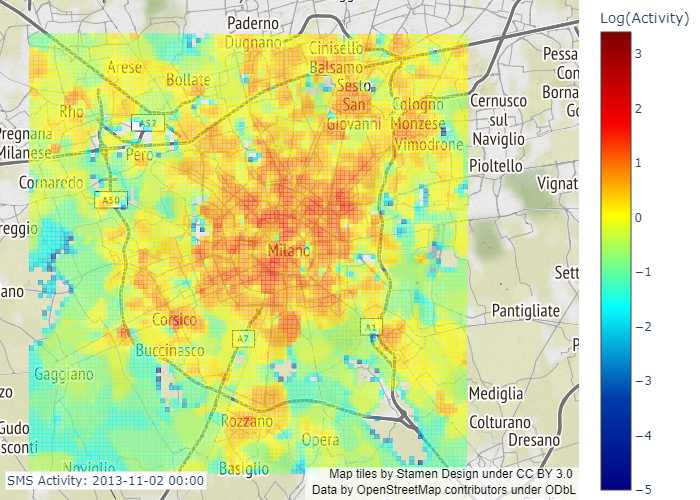 Log(Activity)
3
2
1
0
−1
−2
−3
−4
−5
Paderno
Dugnano
Cinisello
Balsamo
Sesto
San
Giovanni
Arese
Bollate
Rho
Pero
A52
Cologno
Monzese
Vimodrone
Cernusco
sul
Naviglio
Pioltello
Pessa
Con
Borna
Go
Vignat
Pregnana
Milanese
Cornaredo
A50
reggio
ano
Milano
Sett
Pantigliate
P
Corsico
Buccinasco
A7
A1
Gaggiano
zo
Gudo
sconti
Mediglia
Colturano
Dresano
Rozzano
Opera
Noviglio
Basiglio
SMS Activity: 2013-11-02 00:00
Map tiles by Stamen Design under CC BY 3.0
Data by OpenStreetMap contributors under ODbL